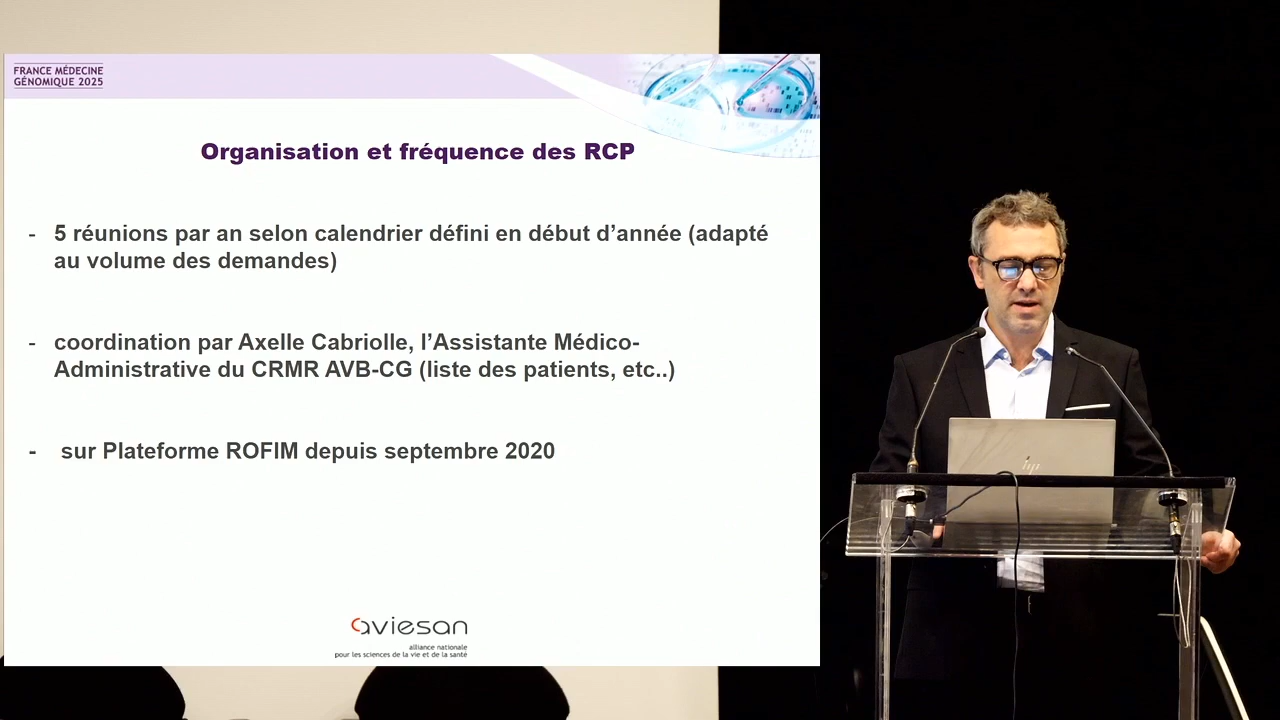 FRANCE MÉDECINE
GÉNOMIQUE 2025
Organisation et fréquence des RCP
- 5 réunions par an selon calendrier défini en début d’année (adapté
au volume des demandes)
- coordination par Axelle Cabriolle, l’Assistante Médico-
Administrative du CRMR AVB-CG (liste des patients, etc..)
- sur Plateforme ROFIM depuis septembre 2020
aviesan
alliance nationale
pour les sciences de la vie et de la santé
hp